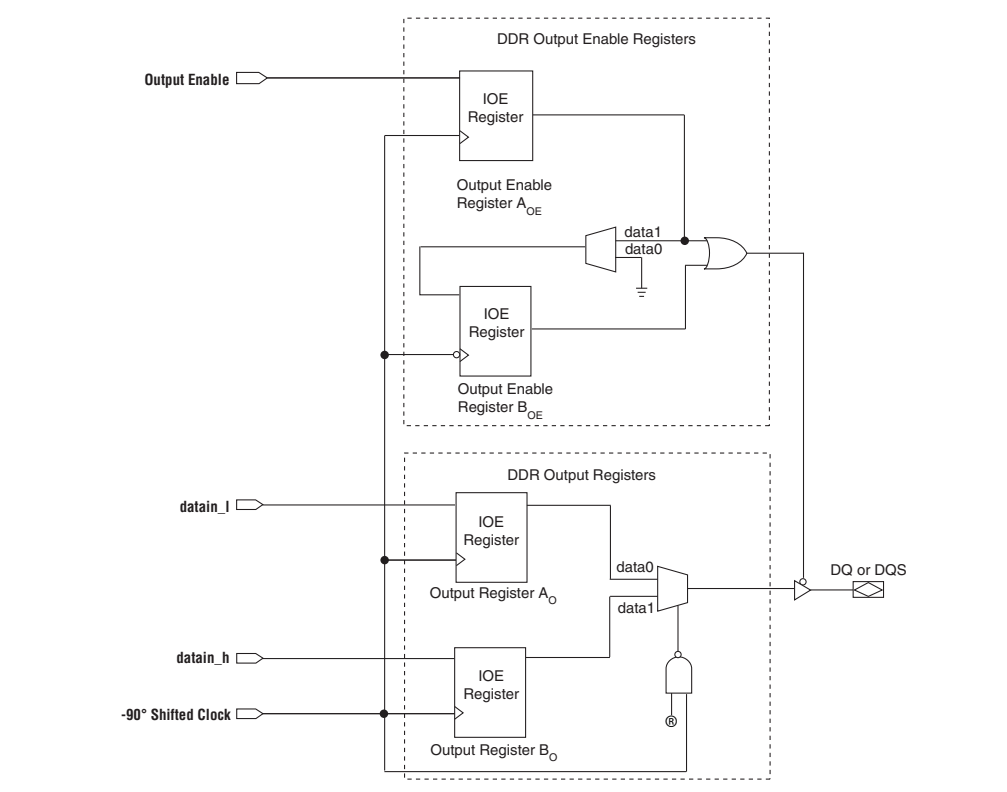 DDR Output Enable Registers
Output Enable
IOE
Register
Output Enable
Register A_OE
data1
data0
IOE
Register
Output Enable
Register B_OE
DDR Output Registers
datain_l
IOE
Register
data0
DQ or DQS
Output Register A_O
data1
datain_h
IOE
Register
-90° Shifted Clock
®
Output Register B_O